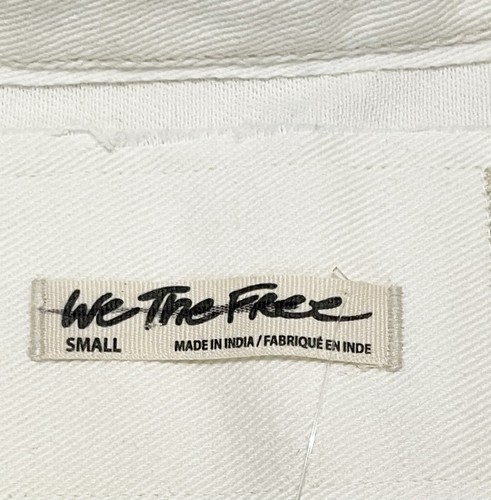 We The Free
SMALL
MADE IN INDIA / FABRIQUÉ EN INDE